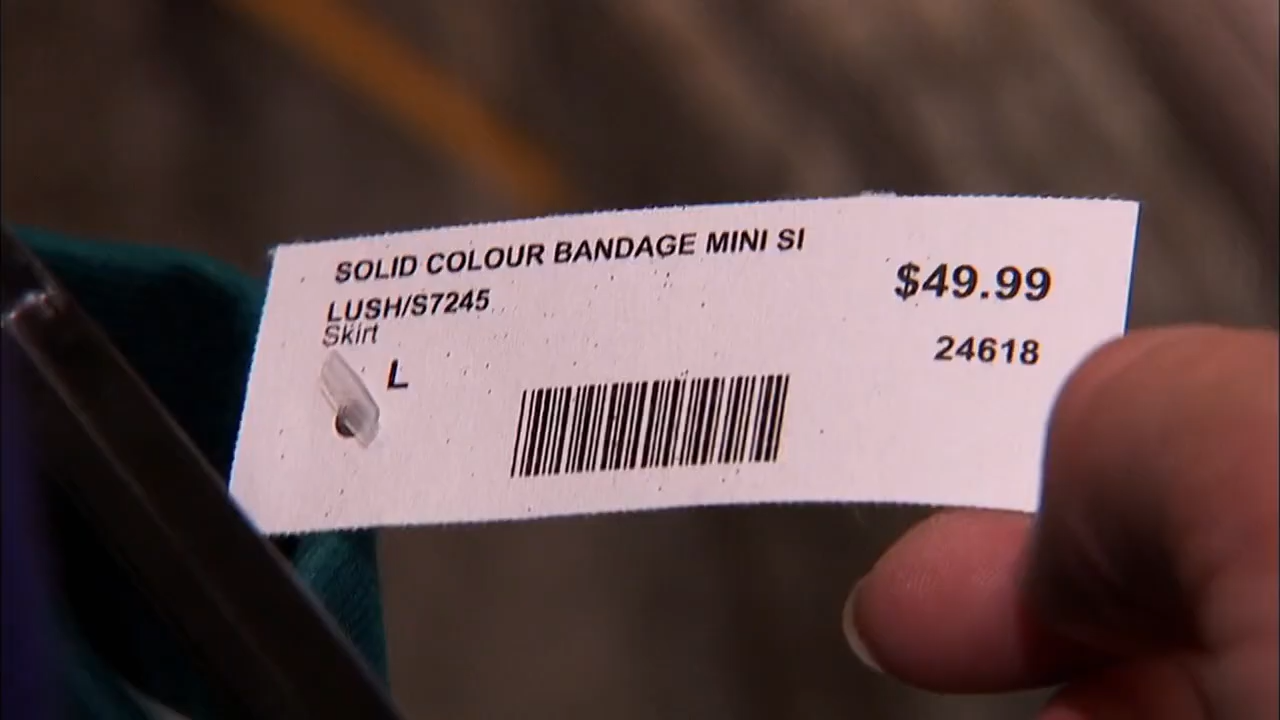 SOLID COLOUR BANDAGE MINI SI
LUSH/S7245
Skirt
L
$49.99
24618